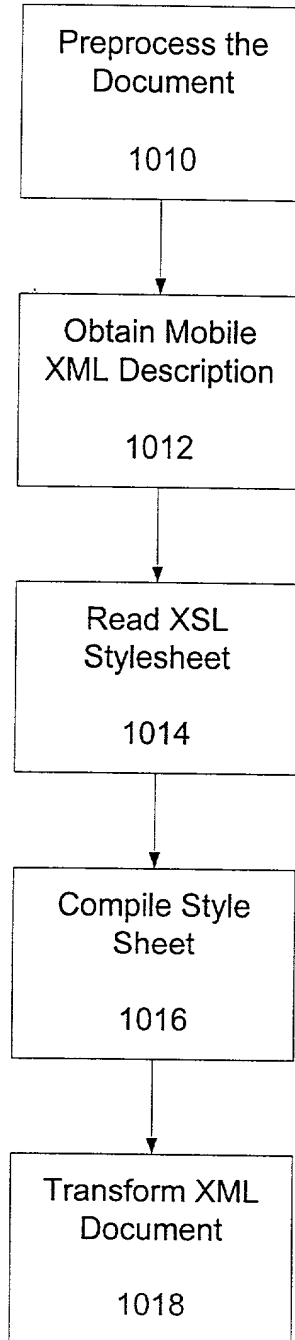 Preprocess the
Document
1010
Obtain Mobile
XML Description
1012
Read XSL
Stylesheet
1014
Compile Style
Sheet
1016
Transform XML
Document
1018